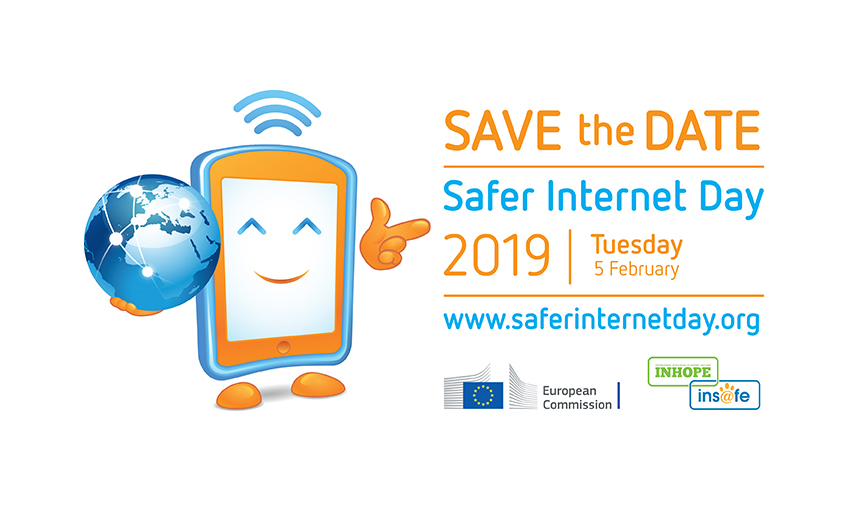 SAVE the DATE
Safer Internet Day
2019
Tuesday
5 February
www.saferinternetday.org
European
Commission
INHOPE
ins@fe